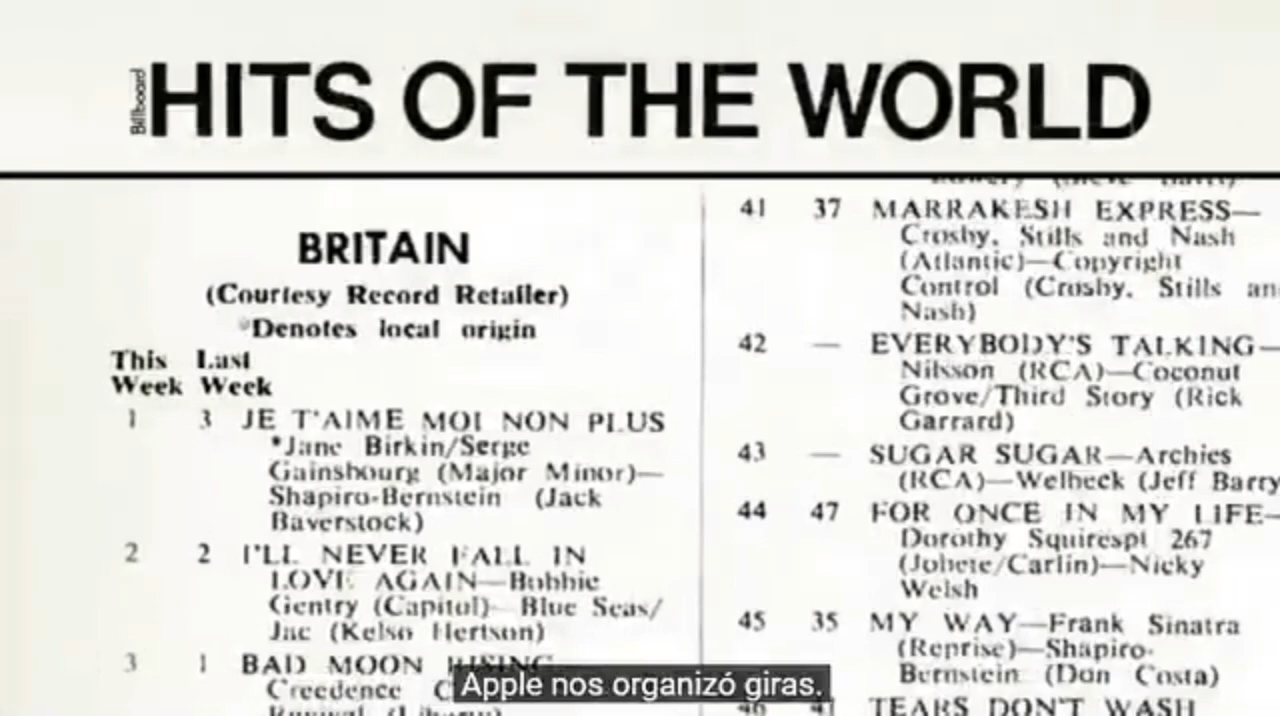 Billboard
HITS OF THE WORLD
BRITAIN
(Courtesy Record Retailer)
*Denotes local origin
This Last
Week Week
1 3 JE T'AIME MOI NON PLUS
*Jane Birkin/Serge
Gainsbourg (Major Minor)—
Shapiro-Bernstein (Jack
Baverstock)
2 2 I'LL NEVER FALL IN
LOVE AGAIN—Bobbie
Gentry (Capitol)—Blue Seas/
Jac (Kelso Hertson)
3 1 BAD MOON RISING
Creedence
41 37 MARRAKESH EXPRESS—
Crosby, Stills and Nash
(Atlantic)—Copyright
Control (Crosby, Stills an
Nash)
42 — EVERYBODY'S TALKING—
Nilsson (RCA)—Coconut
Grove/Third Story (Rick
Garrard)
43 — SUGAR SUGAR—Archies
(RCA)—Welbeck (Jeff Barry
44 47 FOR ONCE IN MY LIFE—
Dorothy Squirespt 267
(Jobete/Carlin)—Nicky
Welsh
45 35 MY WAY—Frank Sinatra
(Reprise)—Shapiro-
Bernstein (Don Costa)
46 41 TEARS DON'T WASH
Apple nos organizó giras.